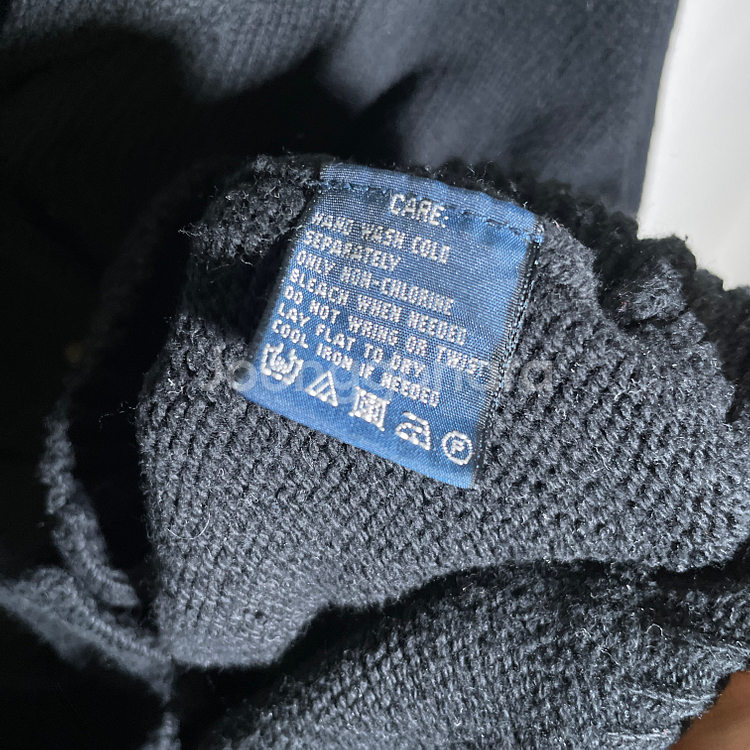 CARE:
HAND WASH COLD
SEPARATELY
ONLY NON-CHLORINE
BLEACH WHEN NEEDED
DO NOT WRING OR TWIST
LAY FLAT TO DRY
COOL IRON IF NEEDED
P
Joonggonara